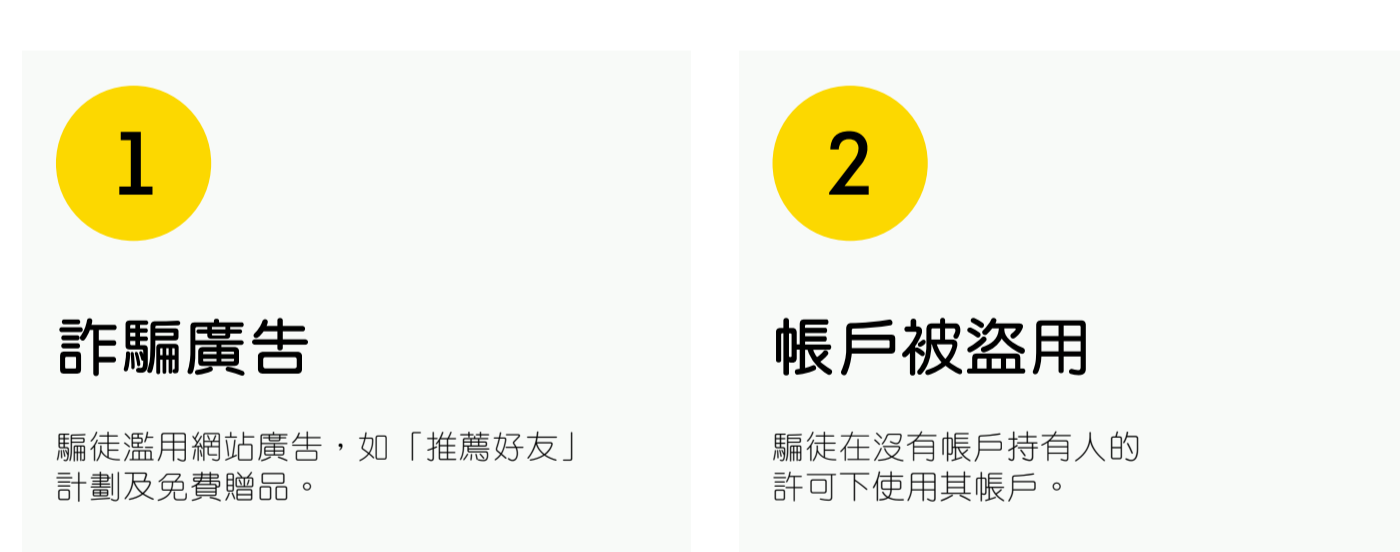 1
詐騙廣告
騙徒濫用網站廣告，如「推薦好友」
計劃及免費贈品。
2
帳戶被盜用
騙徒在沒有帳戶持有人的
許可下使用其帳戶。